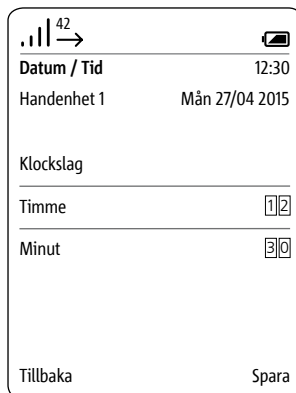 42
Datum / Tid 12:30
Handenhet 1 Mån 27/04 2015
Klockslag
Timme 12
Minut 30
Tillbaka Spara